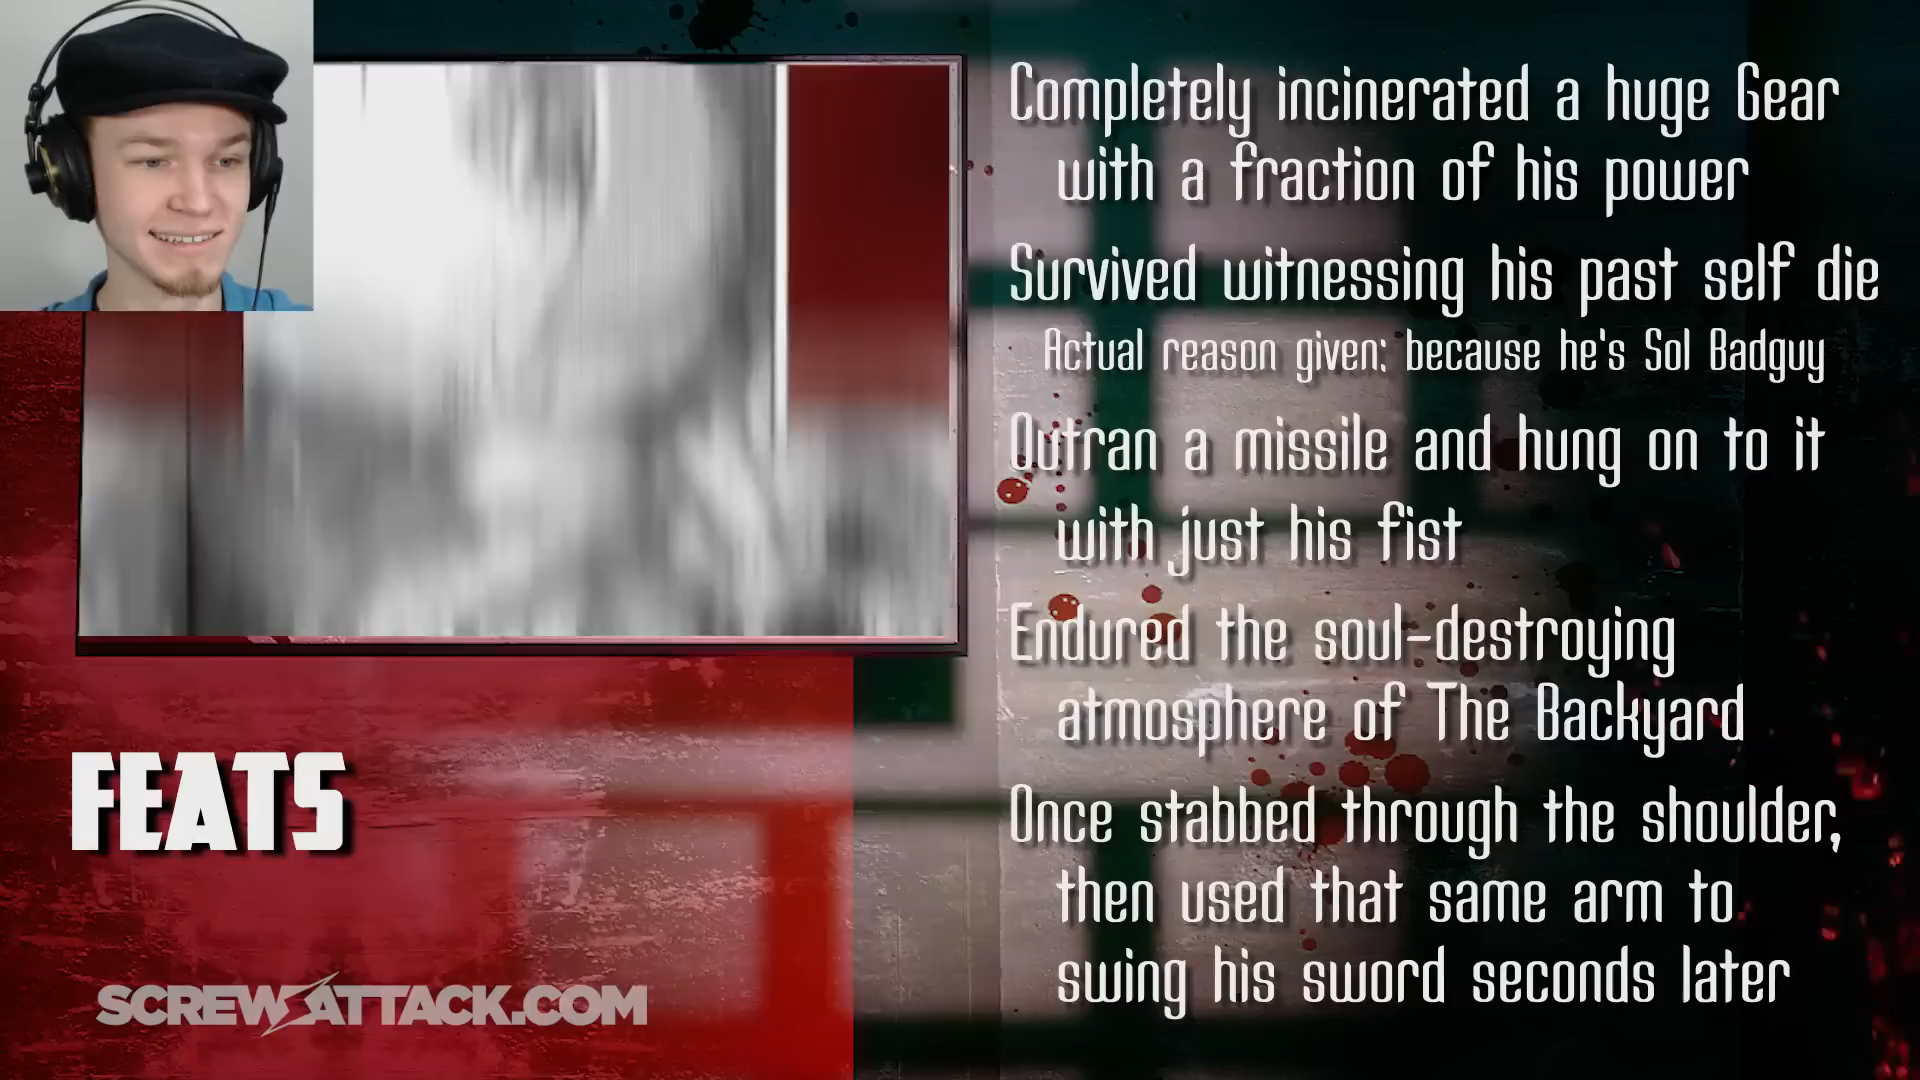 Completely incinerated a huge Gear
with a fraction of his power
Survived witnessing his past self die
Actual reason given: because he's Sol Badguy
Outran a missile and hung on to it
with just his fist
Endured the soul-destroying
atmosphere of The Backyard
Once stabbed through the shoulder,
then used that same arm to
swing his sword seconds later
FEATS
SCREWATTACK.COM